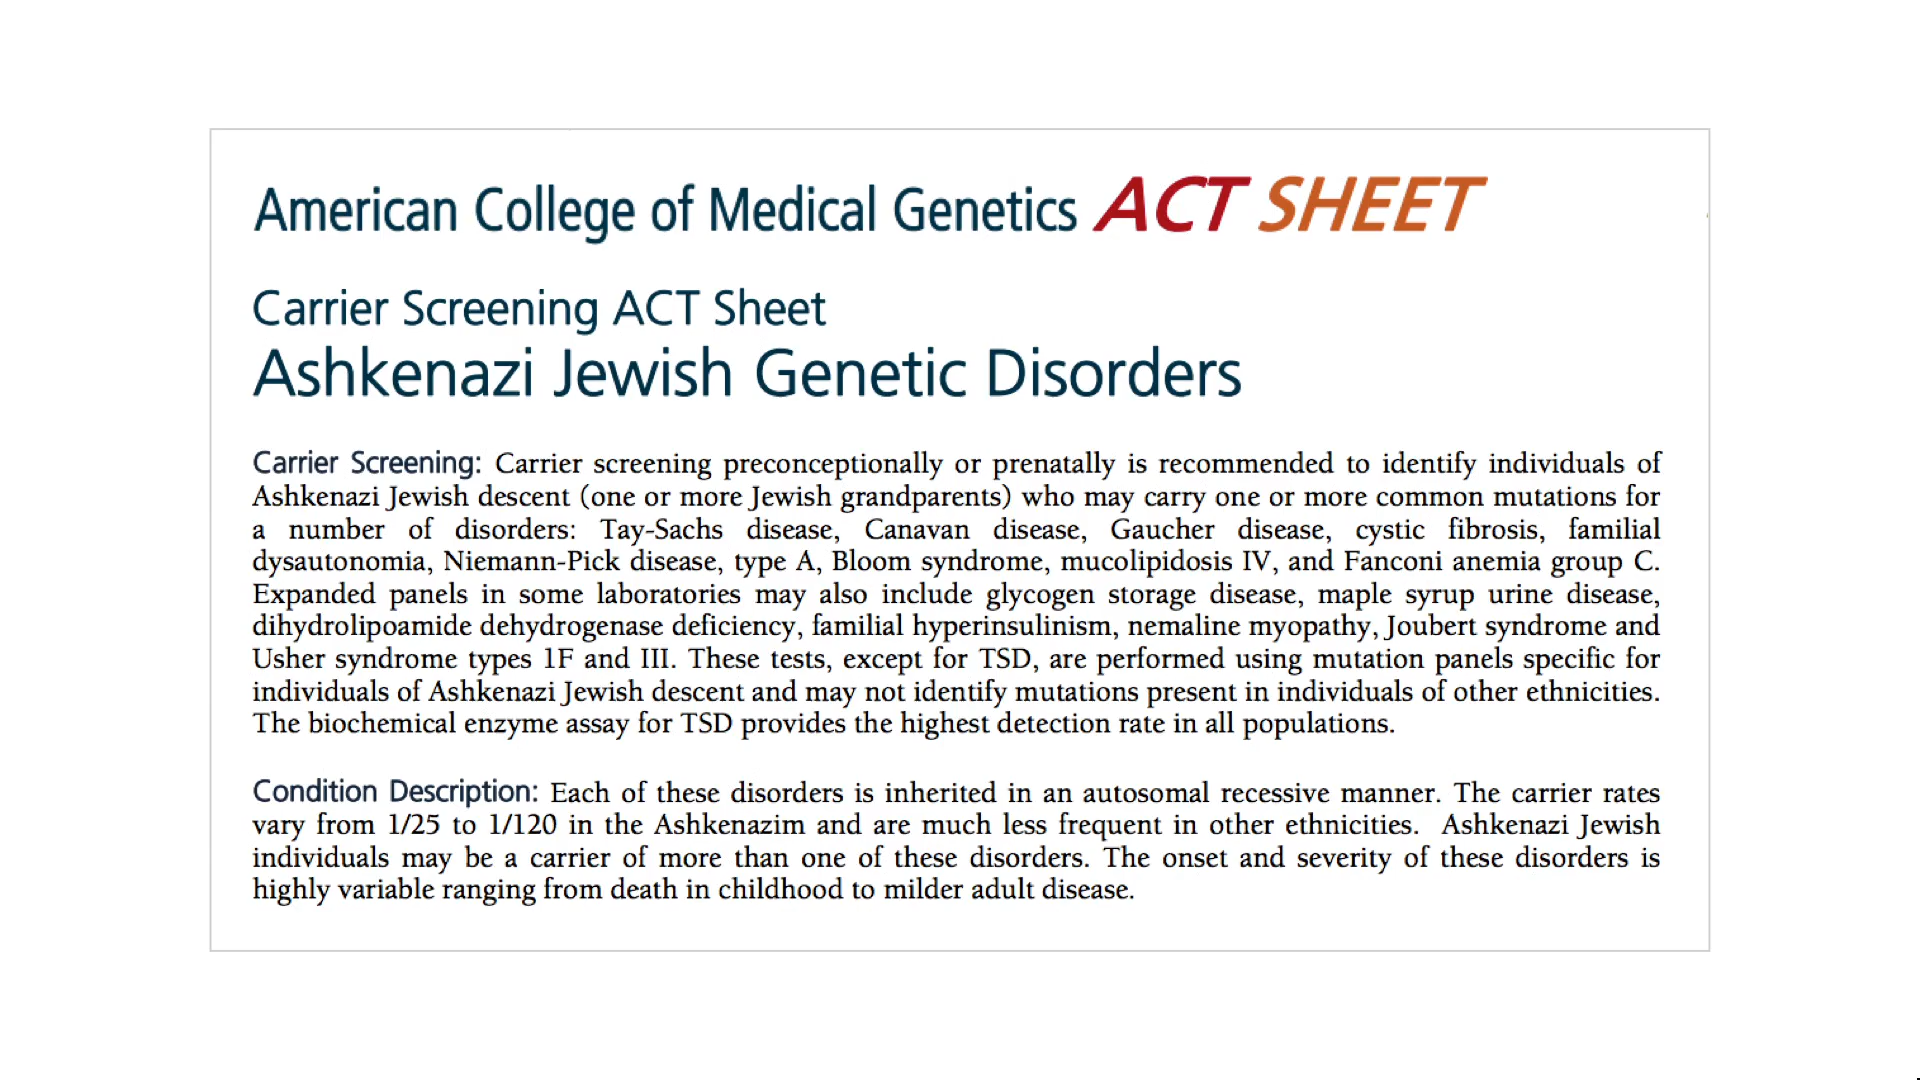 American College of Medical Genetics ACT SHEET
Carrier Screening ACT Sheet
Ashkenazi Jewish Genetic Disorders
Carrier Screening: Carrier screening preconceptionally or prenatally is recommended to identify individuals of
Ashkenazi Jewish descent (one or more Jewish grandparents) who may carry one or more common mutations for
a number of disorders: Tay-Sachs disease, Canavan disease, Gaucher disease, cystic fibrosis, familial
dysautonomia, Niemann-Pick disease, type A, Bloom syndrome, mucolipidosis IV, and Fanconi anemia group C.
Expanded panels in some laboratories may also include glycogen storage disease, maple syrup urine disease,
dihydrolipoamide dehydrogenase deficiency, familial hyperinsulinism, nemaline myopathy, Joubert syndrome and
Usher syndrome types 1F and III. These tests, except for TSD, are performed using mutation panels specific for
individuals of Ashkenazi Jewish descent and may not identify mutations present in individuals of other ethnicities.
The biochemical enzyme assay for TSD provides the highest detection rate in all populations.
Condition Description: Each of these disorders is inherited in an autosomal recessive manner. The carrier rates
vary from 1/25 to 1/120 in the Ashkenazim and are much less frequent in other ethnicities. Ashkenazi Jewish
individuals may be a carrier of more than one of these disorders. The onset and severity of these disorders is
highly variable ranging from death in childhood to milder adult disease.